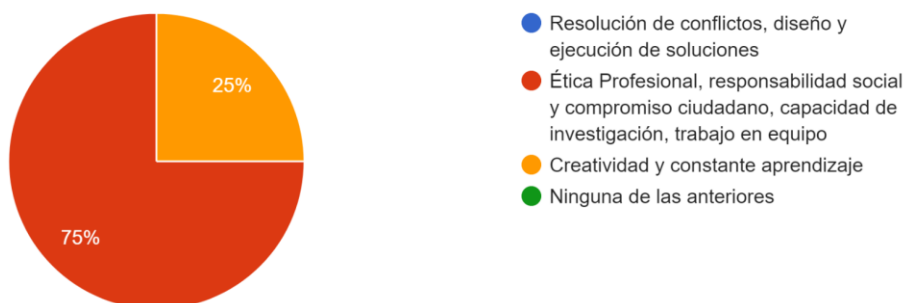 25%
75%
Resolución de conflictos, diseño y
ejecución de soluciones
Ética Profesional, responsabilidad social
y compromiso ciudadano, capacidad de
investigación, trabajo en equipo
Creatividad y constante aprendizaje
Ninguna de las anteriores